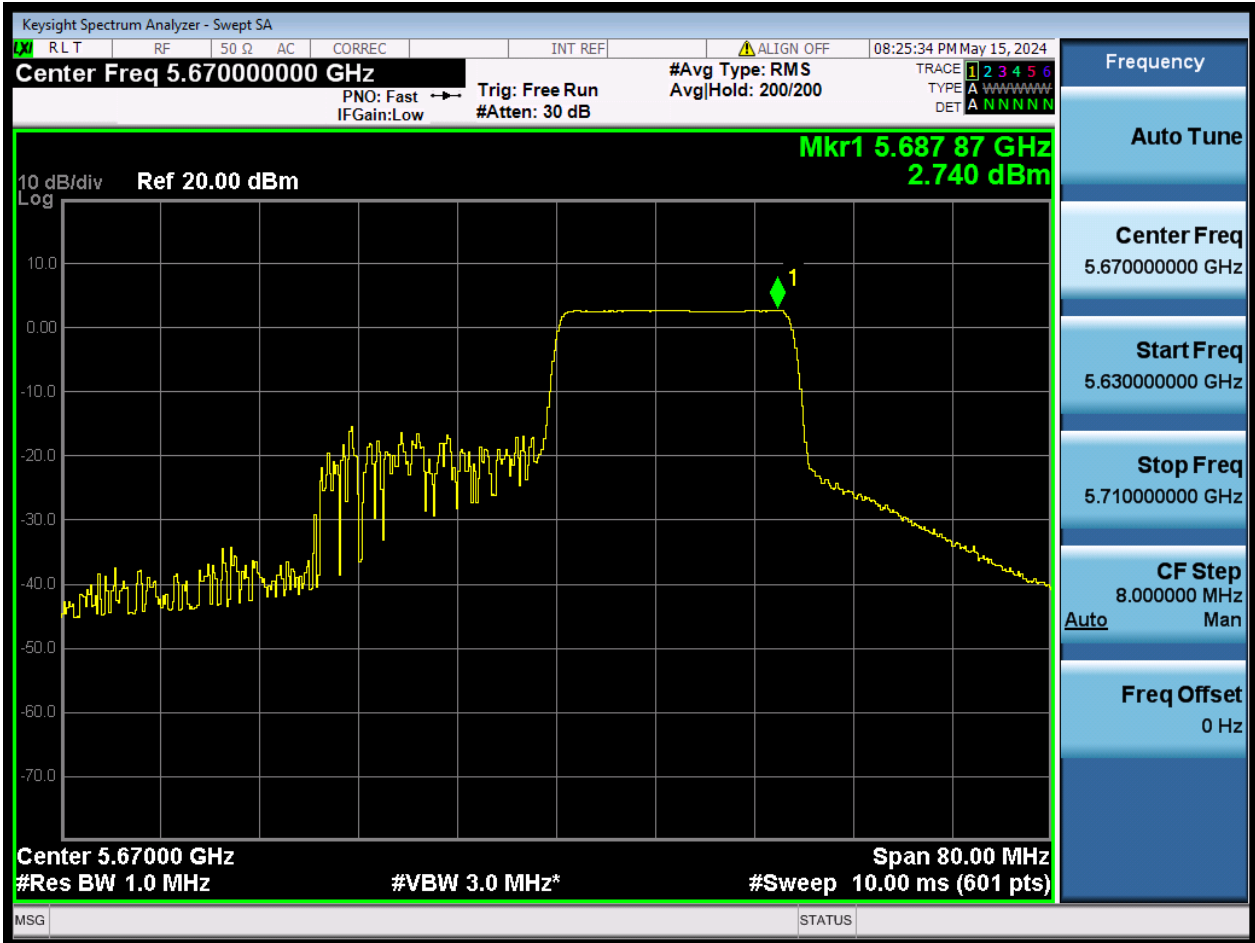 Keysight Spectrum Analyzer - Swept SA
LXI RLT RF 50 Ω AC CORREC INT REF ALIGN OFF 08:25:34 PM May 15, 2024
Center Freq 5.670000000 GHz
PNO: Fast
IFGain:Low
Trig: Free Run
#Atten: 30 dB
#Avg Type: RMS
Avg|Hold: 200/200
TRACE 1 2 3 4 5 6
TYPE A WWWWW
DET A N N N N N
Mkr1 5.687 87 GHz
2.740 dBm
10 dB/div Ref 20.00 dBm
Log
1
10.0
0.00
-10.0
-20.0
-30.0
-40.0
-50.0
-60.0
-70.0
Center 5.67000 GHz Span 80.00 MHz
#Res BW 1.0 MHz #VBW 3.0 MHz* #Sweep 10.00 ms (601 pts)
MSG STATUS
Frequency
Auto Tune
Center Freq
5.670000000 GHz
Start Freq
5.630000000 GHz
Stop Freq
5.710000000 GHz
CF Step
8.000000 MHz
Auto Man
Freq Offset
0 Hz